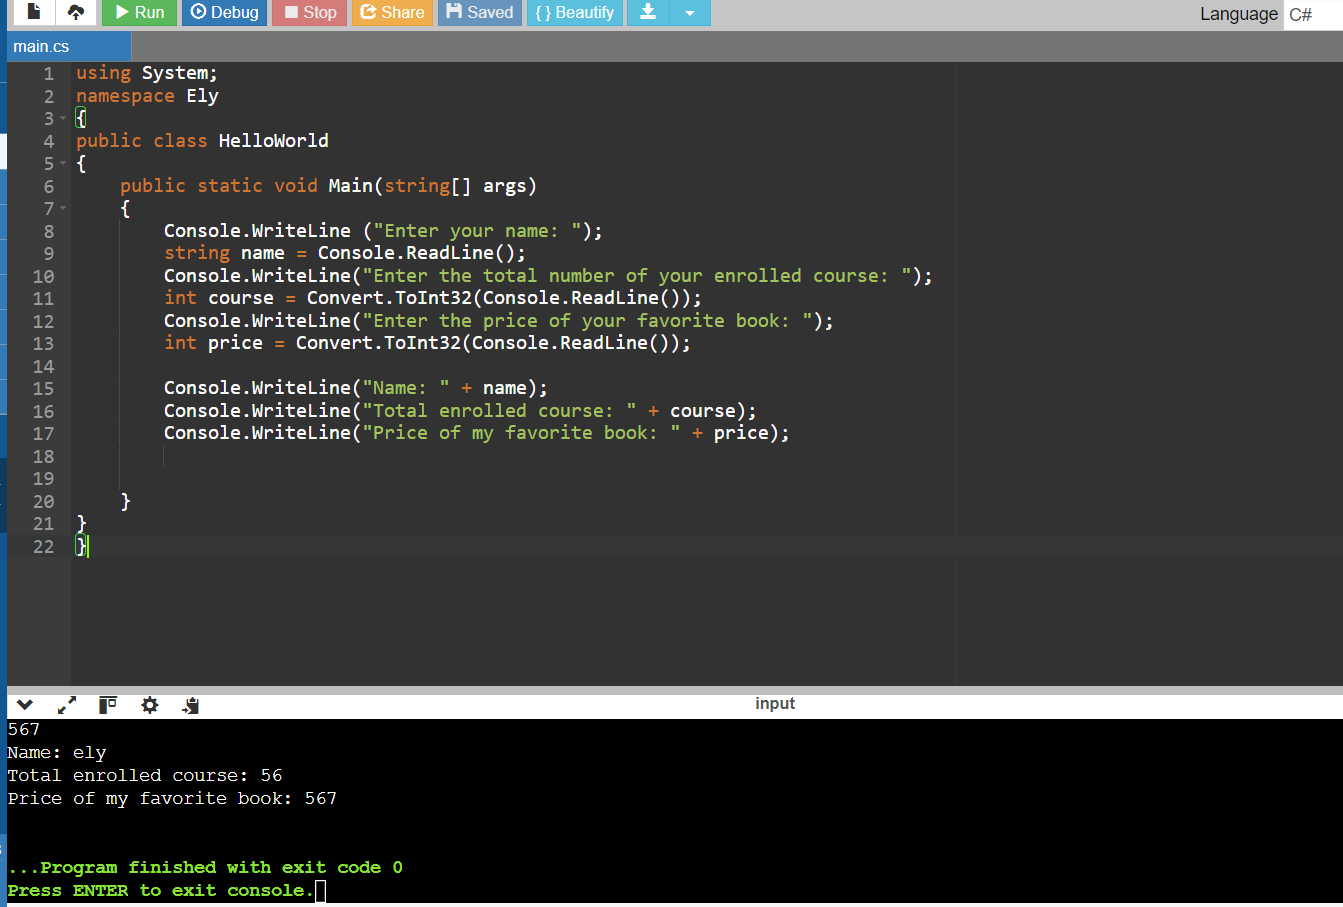 Run Debug Stop Share Saved { } Beautify Language C#
main.cs
1 using System;
2 namespace Ely
3 {
4 public class HelloWorld
5 {
6     public static void Main(string[] args)
7     {
8         Console.WriteLine ("Enter your name: ");
9         string name = Console.ReadLine();
10         Console.WriteLine("Enter the total number of your enrolled course: ");
11         int course = Convert.ToInt32(Console.ReadLine());
12         Console.WriteLine("Enter the price of your favorite book: ");
13         int price = Convert.ToInt32(Console.ReadLine());
14
15         Console.WriteLine("Name: " + name);
16         Console.WriteLine("Total enrolled course: " + course);
17         Console.WriteLine("Price of my favorite book: " + price);
18
19
20     }
21 }
22 }
input
567
Name: ely
Total enrolled course: 56
Price of my favorite book: 567
...Program finished with exit code 0
Press ENTER to exit console.